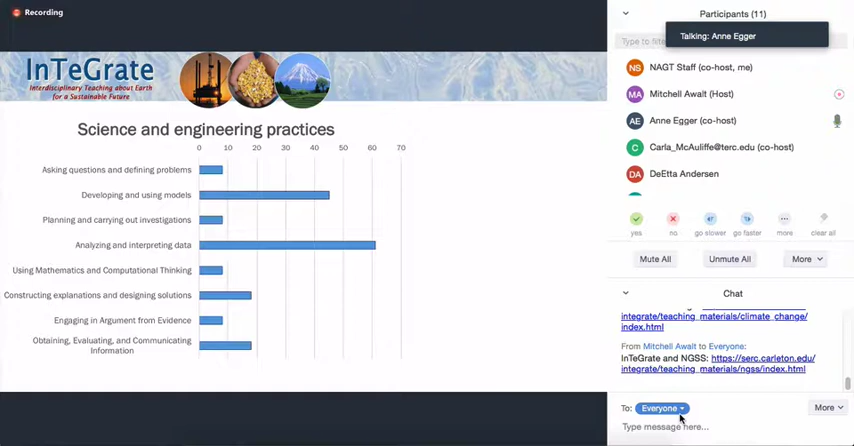 Recording
InTeGrate
Interdisciplinary Teaching about Earth
for a Sustainable Future
Science and engineering practices
0 10 20 30 40 50 60 70
Asking questions and defining problems
Developing and using models
Planning and carrying out investigations
Analyzing and interpreting data
Using Mathematics and Computational Thinking
Constructing explanations and designing solutions
Engaging in Argument from Evidence
Obtaining, Evaluating, and Communicating
Information
Participants (11)
Talking: Anne Egger
Type to filte
NS NAGT Staff (co-host, me)
MA Mitchell Awalt (Host)
AE Anne Egger (co-host)
C Carla_McAuliffe@terc.edu (co-host)
DA DeEtta Andersen
yes no go slower go faster more clear all
Mute All Unmute All More
Chat
integrate/teaching_materials/climate_change/
index.html
From Mitchell Awalt to Everyone:
InTeGrate and NGSS: https://serc.carleton.edu/
integrate/teaching_materials/ngss/index.html
To: Everyone More
Type message here...